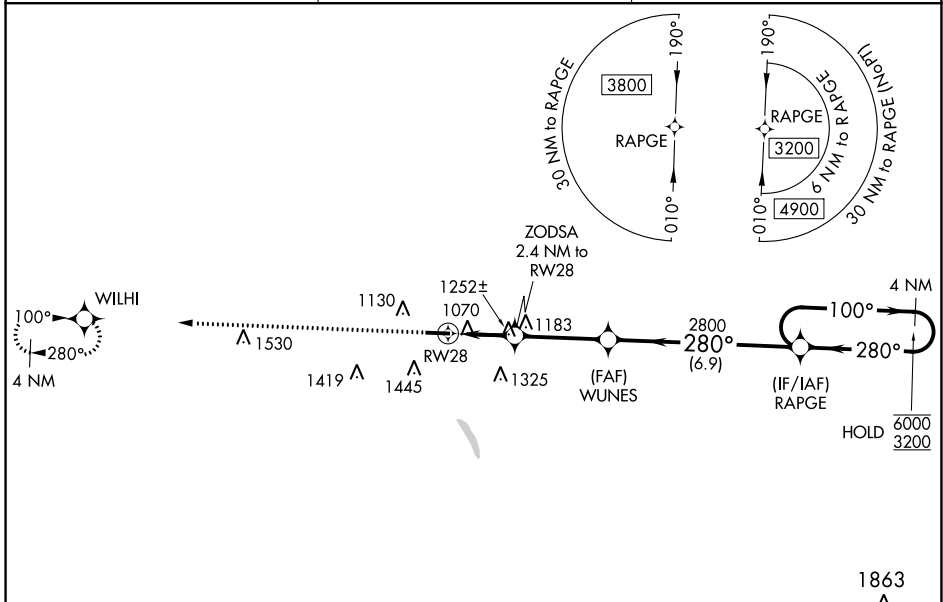 190°
190°
30 NM to RAPGE
3800
RAPGE
010°
RAPGE
3200
6 NM to RAPGE
4900
30 NM to RAPGE (NoPT)
010°
ZODSA
2.4 NM to
RW28
1252±
1130
1070
1183
4 NM
WILHI
100°
280°
4 NM
1530
RW28
1419
1445
1325
(FAF)
WUNES
2800
280°
(6.9)
100°
280°
(IF/IAF)
RAPGE
HOLD
6000
3200
1863